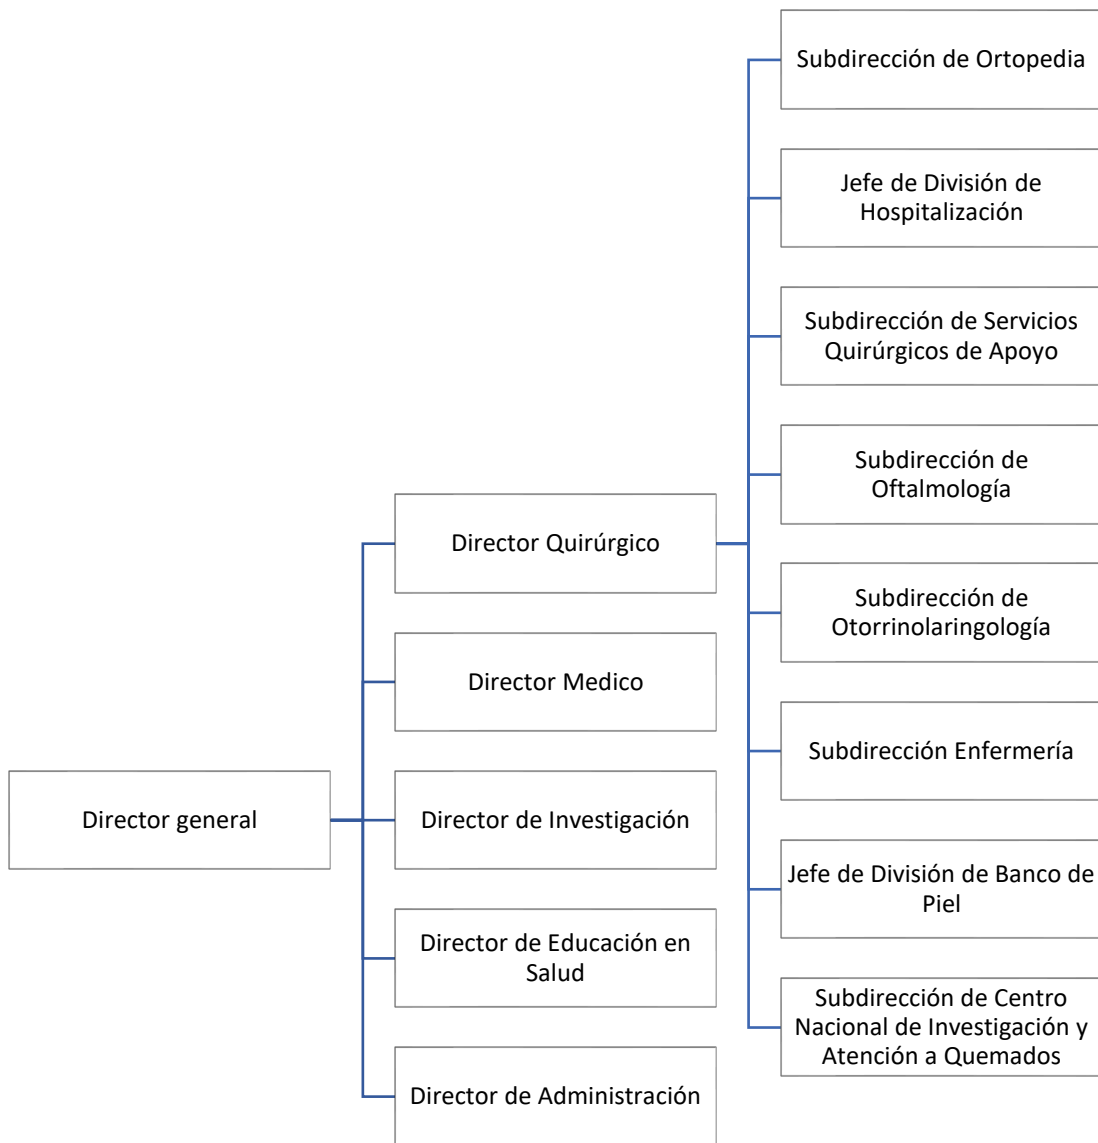 Director general
Director Quirúrgico
Director Medico
Director de Investigación
Director de Educación en
Salud
Director de Administración
Subdirección de Ortopedia
Jefe de División de
Hospitalización
Subdirección de Servicios
Quirúrgicos de Apoyo
Subdirección de
Oftalmología
Subdirección de
Otorrinolaringología
Subdirección Enfermería
Jefe de División de Banco de
Piel
Subdirección de Centro
Nacional de Investigación y
Atención a Quemados